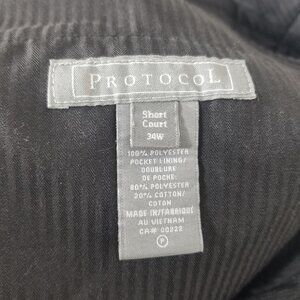 PROTOCOL
Short
Court
34W
100% POLYESTER
POCKET LINING/
DOUBLURE
DE POCHE:
80% POLYESTER
20% COTTON/
COTON
MADE IN/FABRIQUÉ
AU VIETNAM
CA# 00222
P